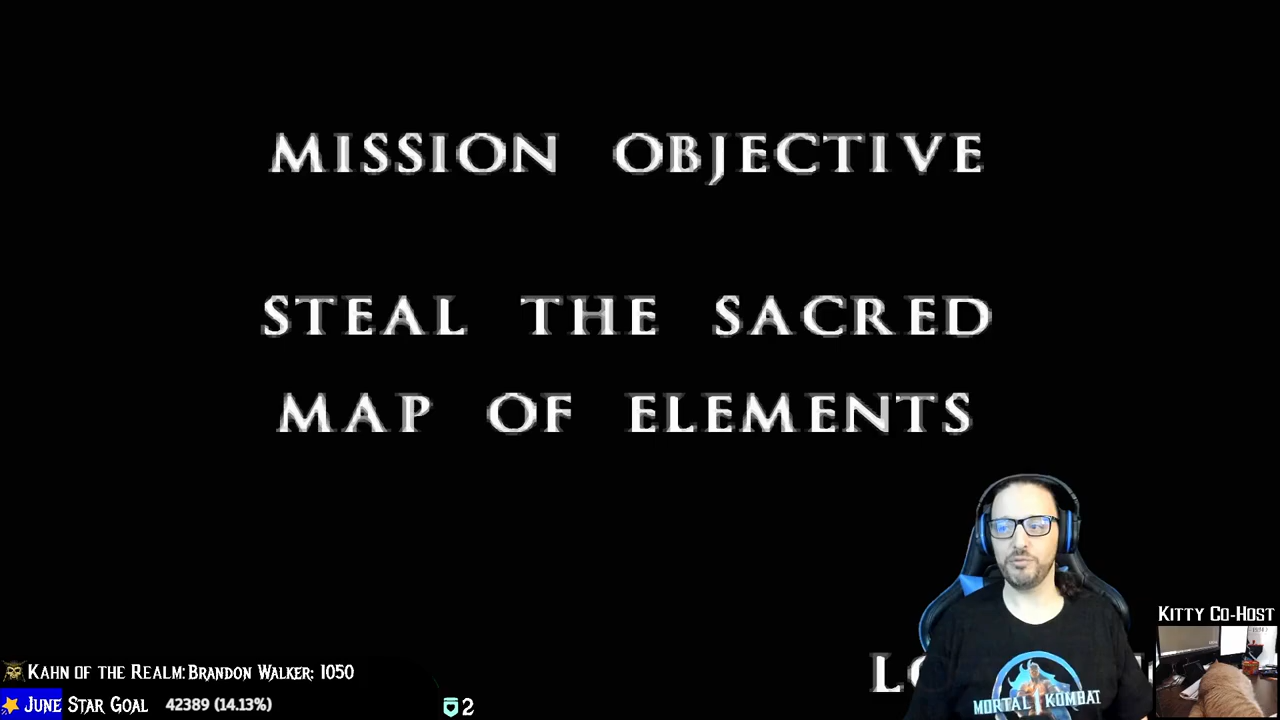 MISSION OBJECTIVE
STEAL THE SACRED
MAP OF ELEMENTS
KITTY CO-HOST
KAHN OF THE REALM: BRANDON WALKER: 1050
JUNE STAR GOAL 42389 (14.13%)
2
MORTAL KOMBAT